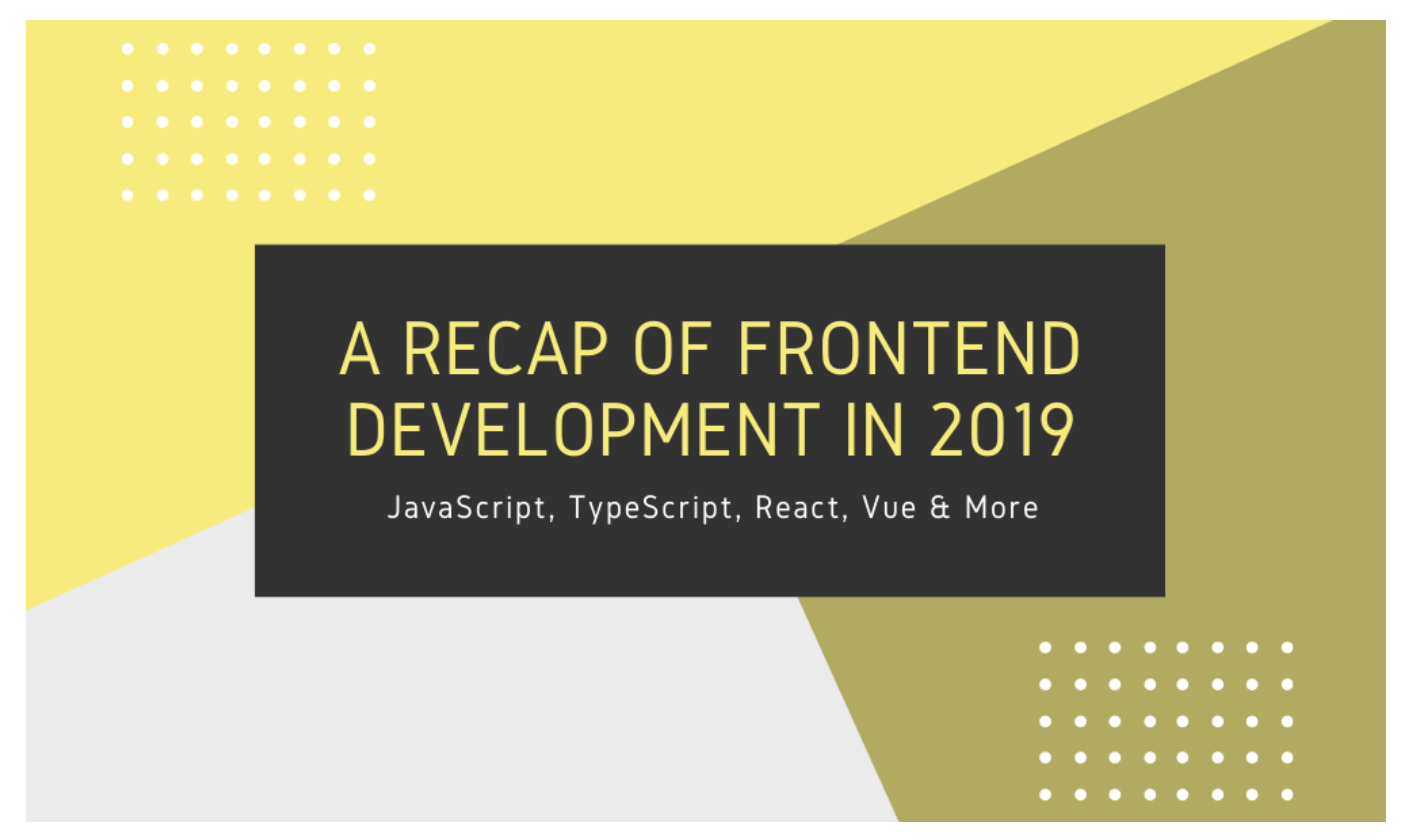 A RECAP OF FRONTEND
DEVELOPMENT IN 2019
JavaScript, TypeScript, React, Vue & More